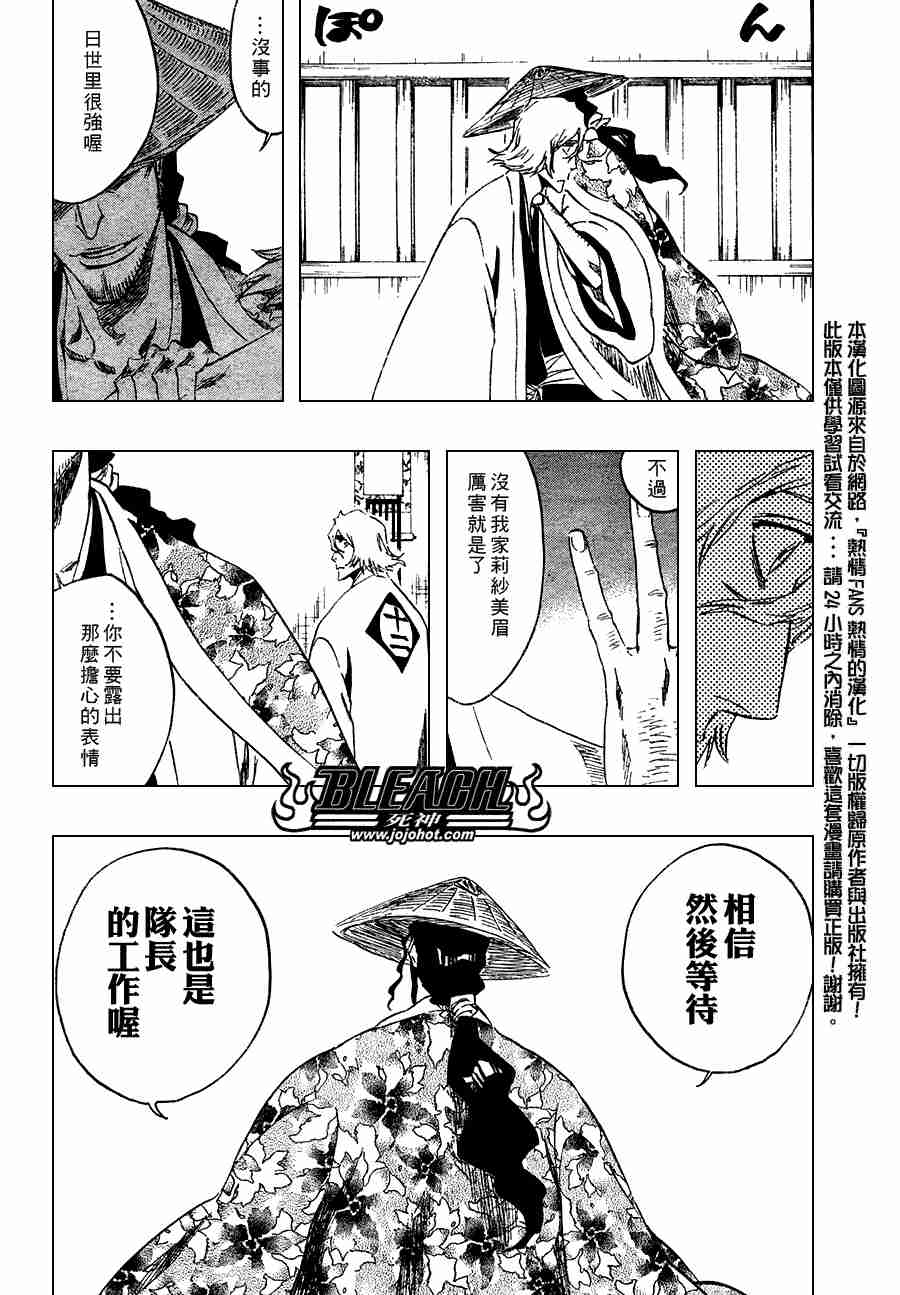 ぽん
…沒事的
日世里很強喔
不過
沒有我家莉紗美眉
厲害就是了
…你不要露出
那麼擔心的表情
十二
BLEACH
死神
www.jojohot.com
相信
然後等待
這也是
隊長
的工作喔
本漢化圖源來自於網路，『熱情FANS熱情的漢化』一切版權歸原作者與出版社擁有！
此版本僅供學習試看交流…請24小時之內消除，喜歡這套漫畫請購買正版！謝謝。